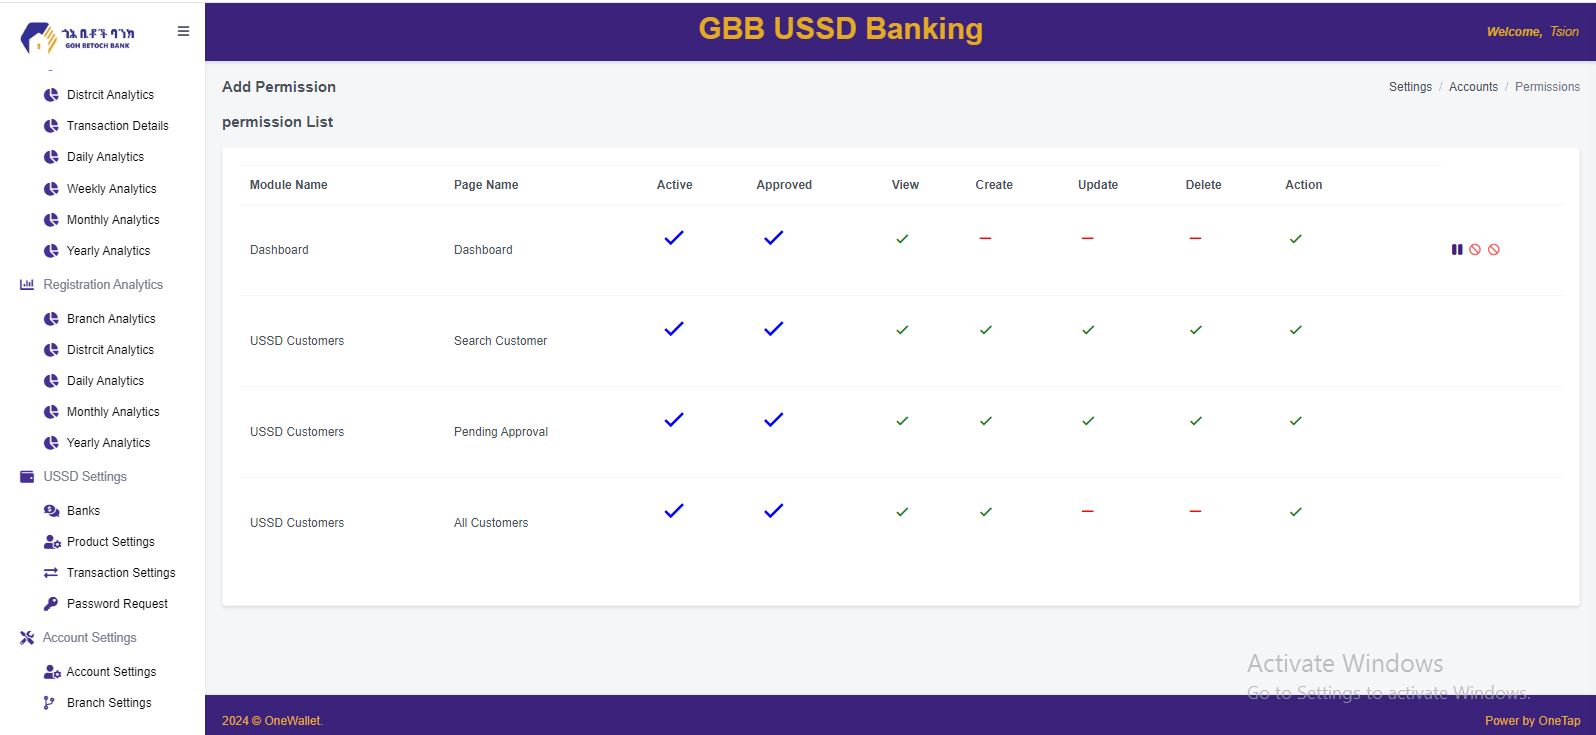 ጎሕ ቤቶች ባንክ
GOH BETOCH BANK
GBB USSD Banking
Welcome, Tsion
Distrcit Analytics
Transaction Details
Daily Analytics
Weekly Analytics
Monthly Analytics
Yearly Analytics
Registration Analytics
Branch Analytics
Distrcit Analytics
Daily Analytics
Monthly Analytics
Yearly Analytics
USSD Settings
Banks
Product Settings
Transaction Settings
Password Request
Account Settings
Account Settings
Branch Settings
Add Permission
Settings / Accounts / Permissions
permission List
Module Name Page Name Active Approved View Create Update Delete Action
Dashboard Dashboard
USSD Customers Search Customer
USSD Customers Pending Approval
USSD Customers All Customers
Activate Windows
Go to Settings to activate Windows.
2024 © OneWallet.
Power by OneTap